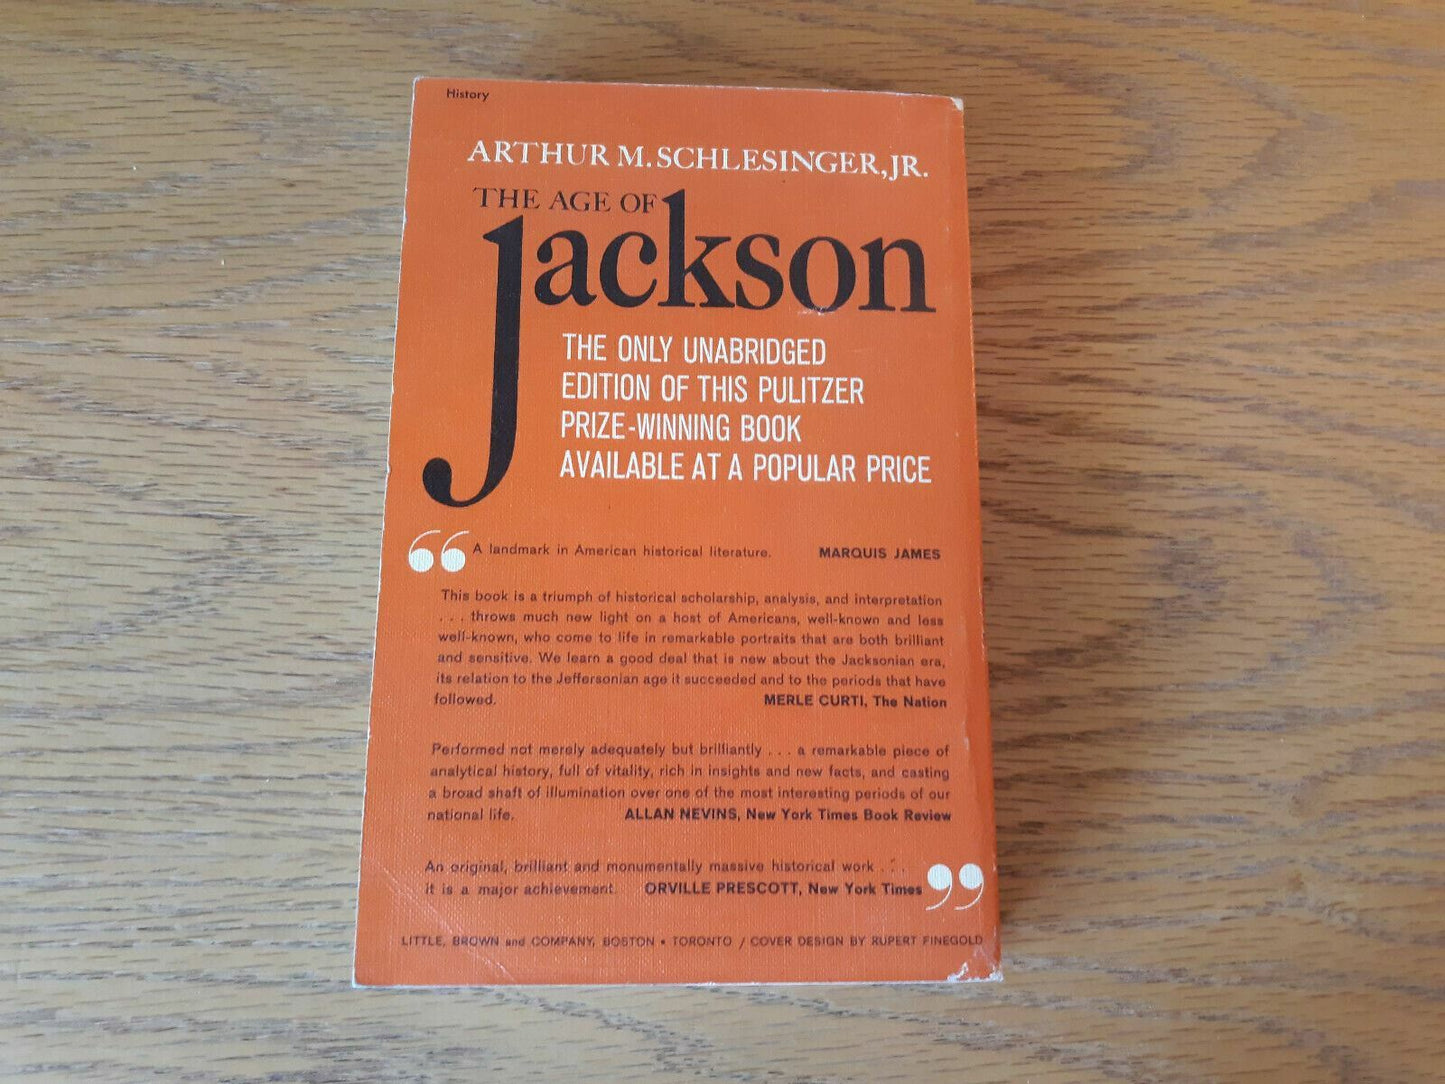 History
ARTHUR M. SCHLESINGER, JR.
THE AGE OF
Jackson
THE ONLY UNABRIDGED
EDITION OF THIS PULITZER
PRIZE-WINNING BOOK
AVAILABLE AT A POPULAR PRICE
“ A landmark in American historical literature. MARQUIS JAMES
This book is a triumph of historical scholarship, analysis, and interpretation
. . . throws much new light on a host of Americans, well-known and less
well-known, who come to life in remarkable portraits that are both brilliant
and sensitive. We learn a good deal that is new about the Jacksonian era,
its relation to the Jeffersonian age it succeeded and to the periods that have
followed. MERLE CURTI, The Nation
Performed not merely adequately but brilliantly . . . a remarkable piece of
analytical history, full of vitality, rich in insights and new facts, and casting
a broad shaft of illumination over one of the most interesting periods of our
national life. ALLAN NEVINS, New York Times Book Review
An original, brilliant and monumentally massive historical work . . .
it is a major achievement. ORVILLE PRESCOTT, New York Times ”
LITTLE, BROWN and COMPANY, BOSTON • TORONTO / COVER DESIGN BY RUPERT FINEGOLD